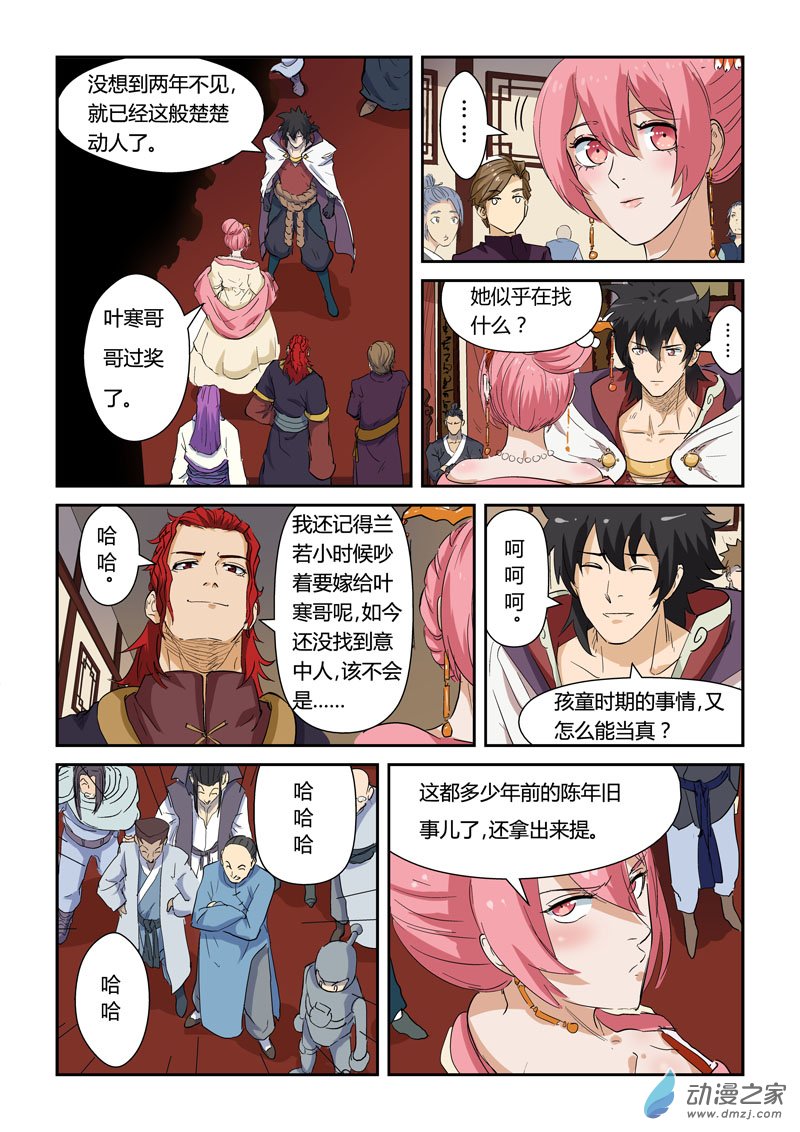 没想到两年不见,
就已经这般楚楚
动人了。
叶寒哥
哥过奖
了。
……
她似乎在找
什么?
……
哈
哈。
我还记得兰
若小时候吵
着要嫁给叶
寒哥呢,如今
还没找到意
中人,该不会
是……
呵
呵
呵。
孩童时期的事情,又
怎么能当真?
哈
哈
哈
哈
哈
这都多少年前的陈年旧
事儿了,还拿出来提。
动漫之家
www.dmzj.com